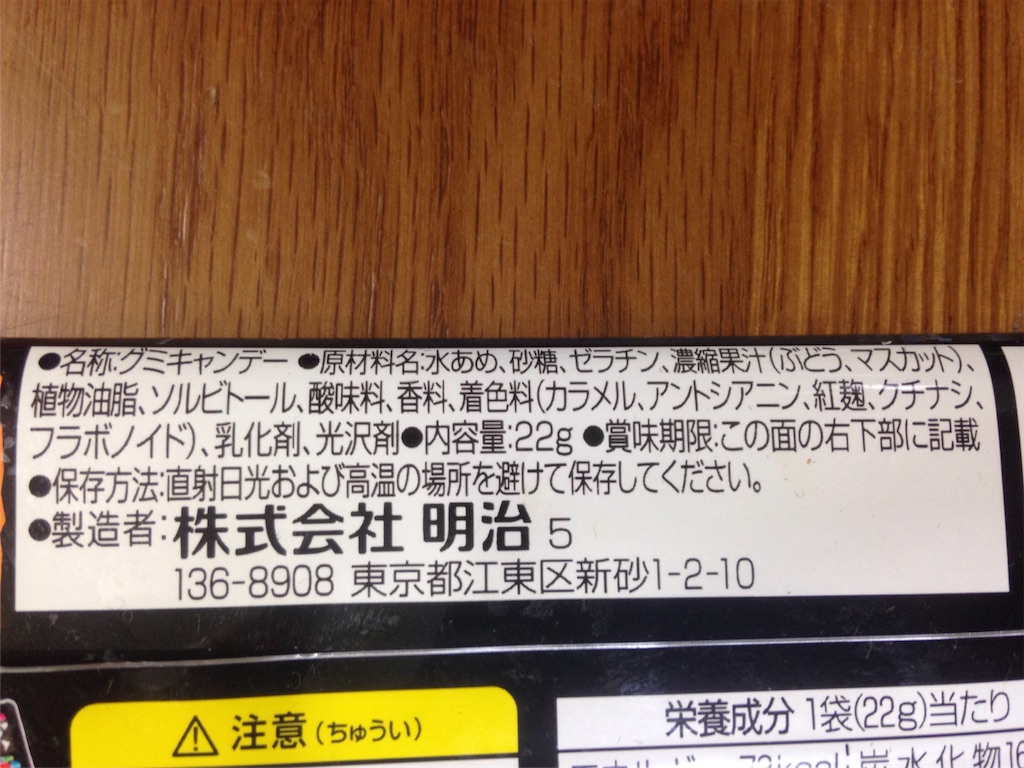 ●名称:グミキャンデー ●原材料名:水あめ、砂糖、ゼラチン、濃縮果汁(ぶどう、マスカット)、
植物油脂、ソルビトール、酸味料、香料、着色料(カラメル、アントシアニン、紅麹、クチナシ、
フラボノイド)、乳化剤、光沢剤●内容量:22g ●賞味期限:この面の右下部に記載
●保存方法:直射日光および高温の場所を避けて保存してください。
●製造者:株式会社 明治 5
136-8908 東京都江東区新砂1-2-10
注意(ちゅうい)
栄養成分 1袋(22g)当たり
炭水化物